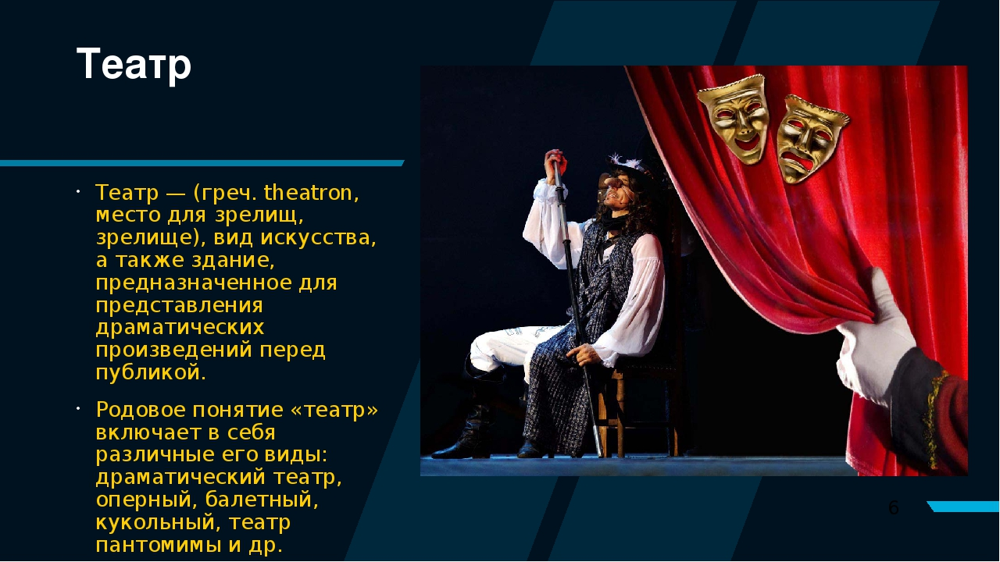 Театр
Театр — (греч. theatron,
место для зрелищ,
зрелище), вид искусства,
а также здание,
предназначенное для
представления
драматических
произведений перед
публикой.
Родовое понятие «театр»
включает в себя
различные его виды:
драматический театр,
оперный, балетный,
кукольный, театр
пантомимы и др.
6